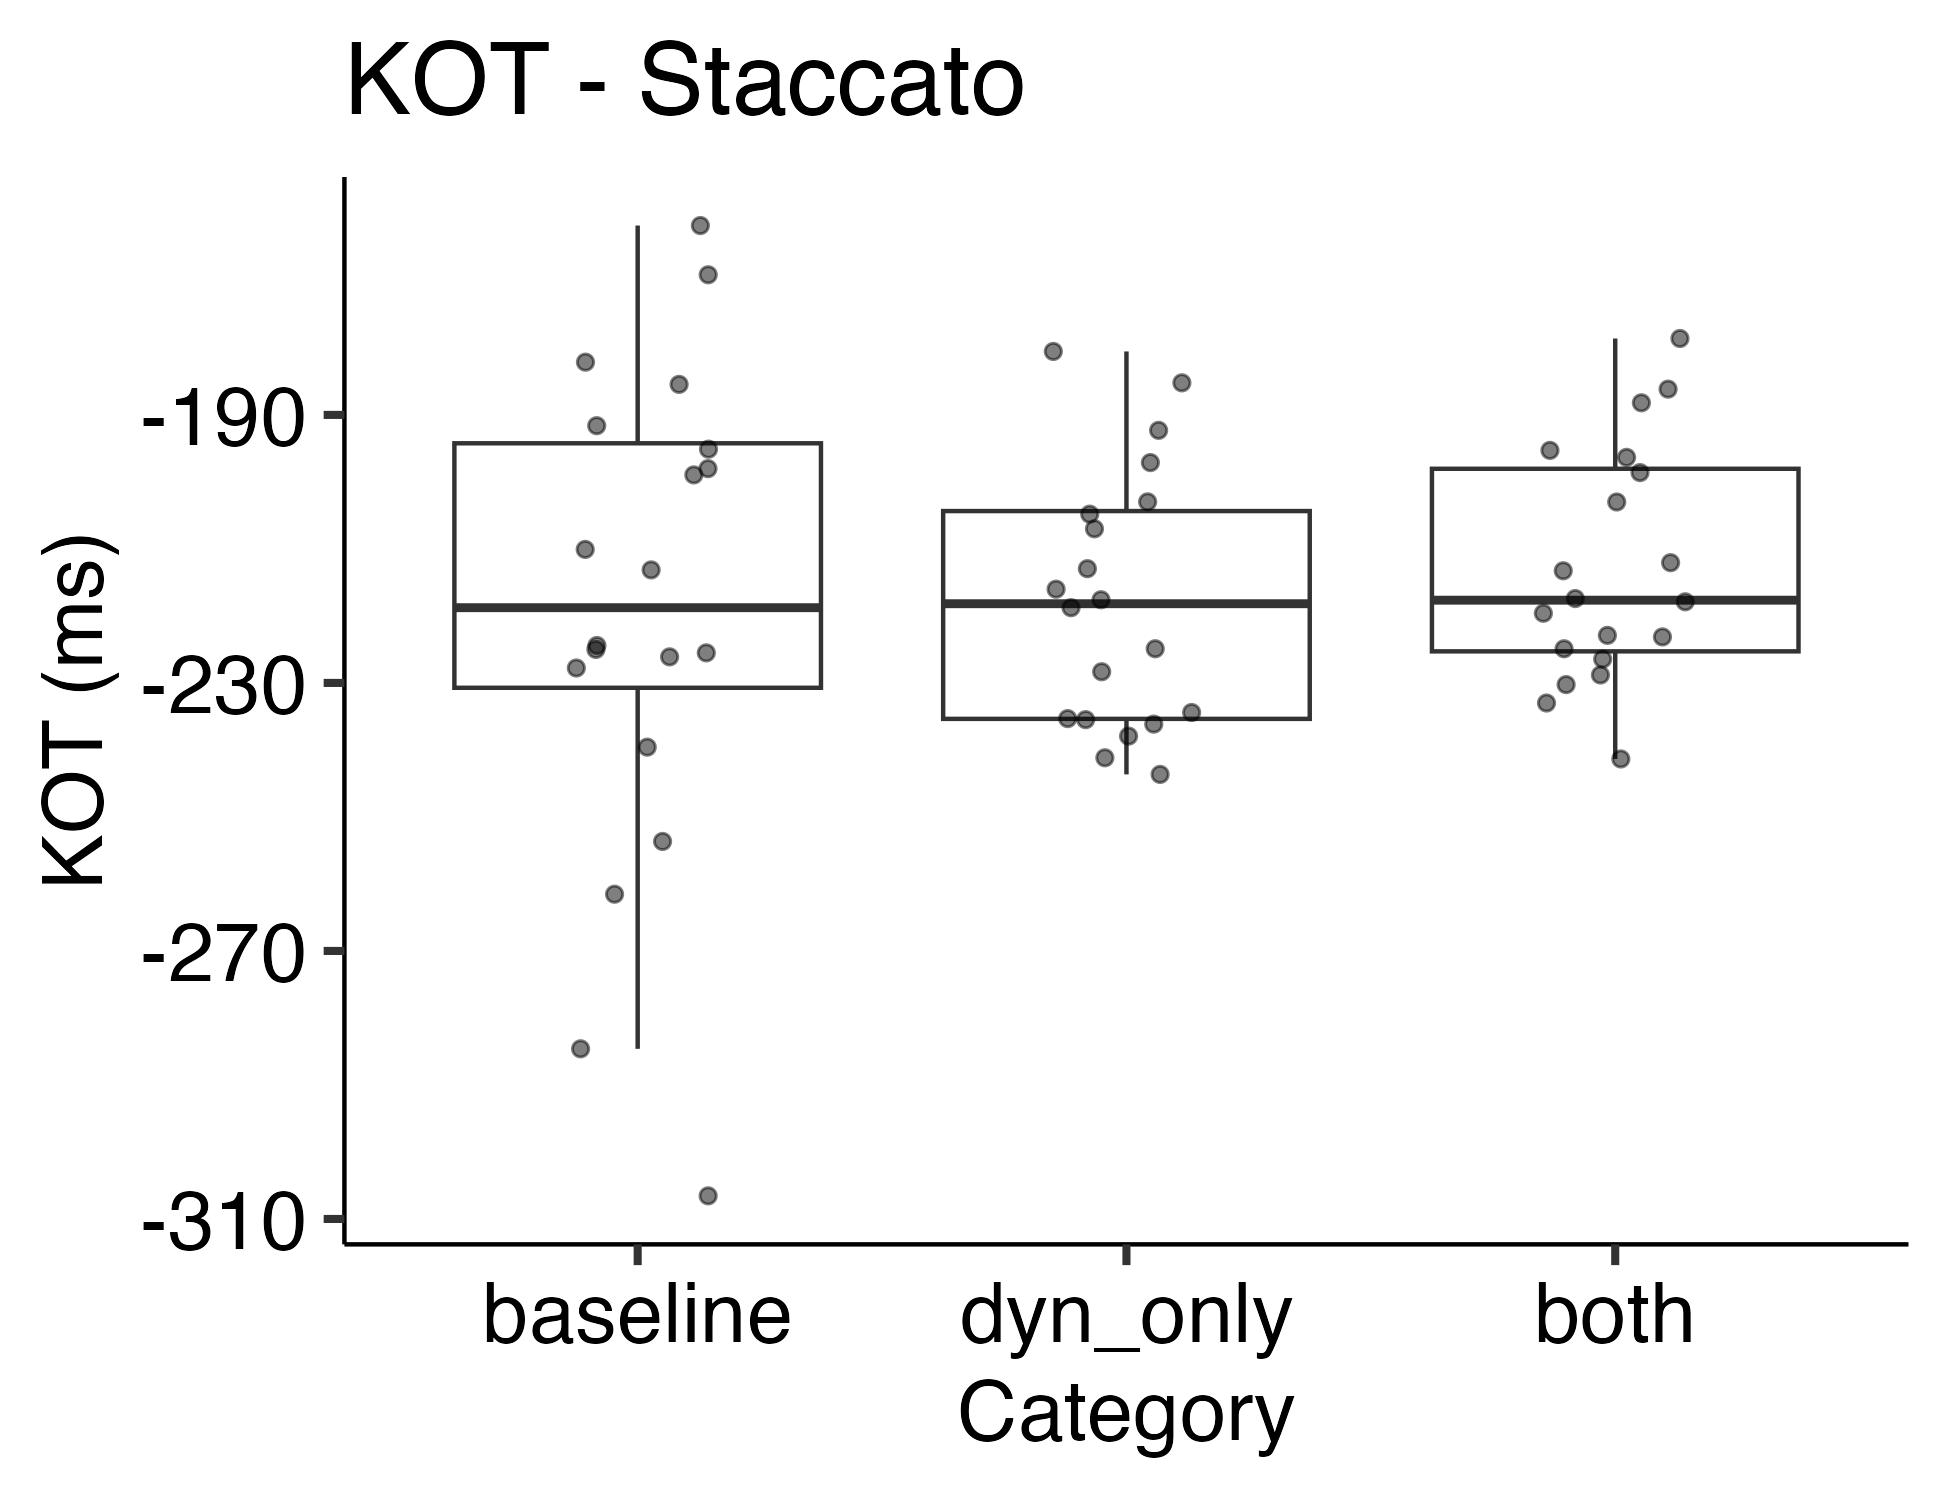 KOT - Staccato
KOT (ms)
-190
-230
-270
-310
baseline
dyn_only
both
Category